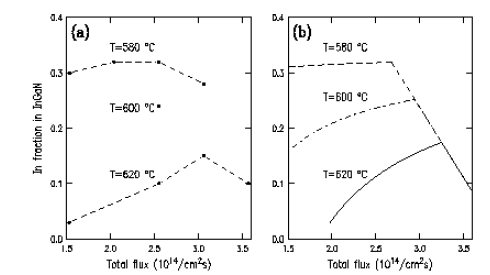 0.4
0.3
0.2
0.1
0.0
In fraction in InGaN
(a)
T=580 °C
T=600 °C
T=620 °C
1.5 2.0 2.5 3.0 3.5
Total flux (10¹⁴/cm²s)
0.4
0.3
0.2
0.1
0.0
(b)
T=580 °C
T=600 °C
T=620 °C
1.5 2.0 2.5 3.0 3.5
Total flux (10¹⁴/cm²s)